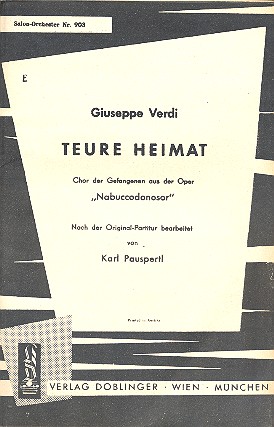 Salon-Orchester Nr. 903
E
Giuseppe Verdi
TEURE HEIMAT
Chor der Gefangenen aus der Oper
„Nabuccodonosor"
Nach der Original-Partitur bearbeitet
von
Karl Pauspertl
VERLAG DOBLINGER · WIEN · MÜNCHEN